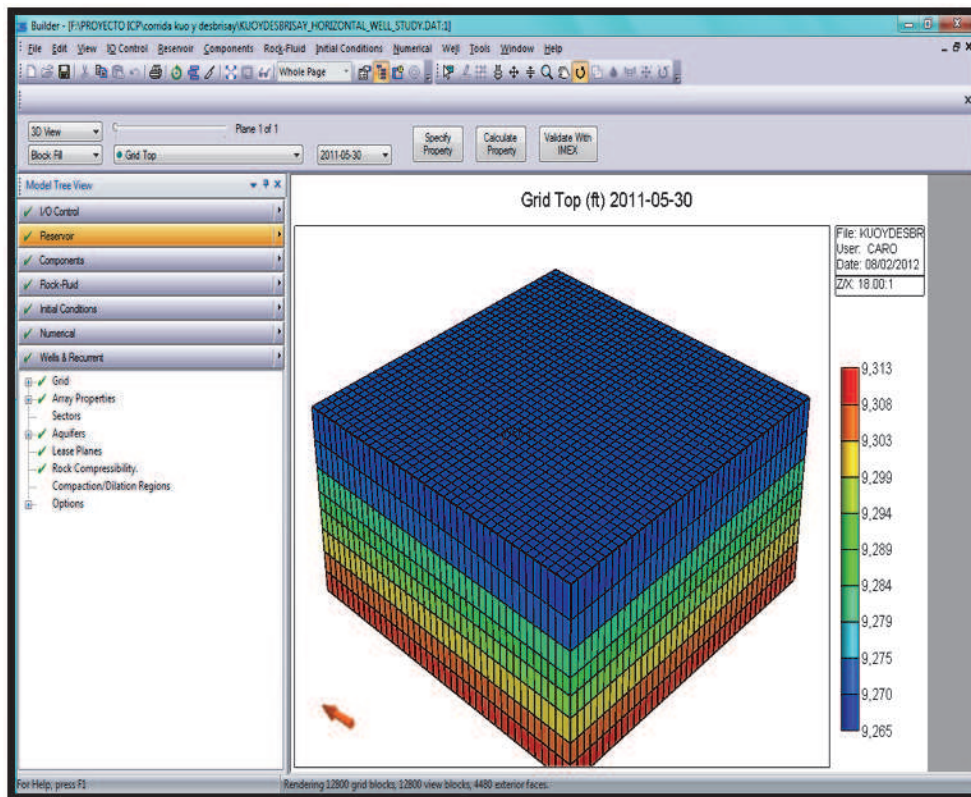 Builder - [F:\PROYECTO ICP\corrida kuo y desbrisay\KUOYDESBRISAY_HORIZONTAL_WELL_STUDY.DAT:1]
File Edit View IO Control Reservoir Components Rock-Fluid Initial Conditions Numerical Well Tools Window Help
Whole Page
3D View Plane 1 of 1
Block Fill Grid Top 2011-05-30 Specify Property Calculate Property Validate With IMEX
Model Tree View
I/O Control
Reservoir
Components
Rock-Fluid
Initial Conditions
Numerical
Wells & Recurrent
Grid
Array Properties
Sectors
Aquifers
Lease Planes
Rock Compressibility.
Compaction/Dilation Regions
Options
Grid Top (ft) 2011-05-30
File: KUOYDESBR
User: CARO
Date: 08/02/2012
Z/X: 18.00:1
9,313
9,308
9,303
9,299
9,294
9,289
9,284
9,279
9,275
9,270
9,265
For Help, press F1
Rendering 12800 grid blocks, 12800 view blocks, 4480 exterior faces.